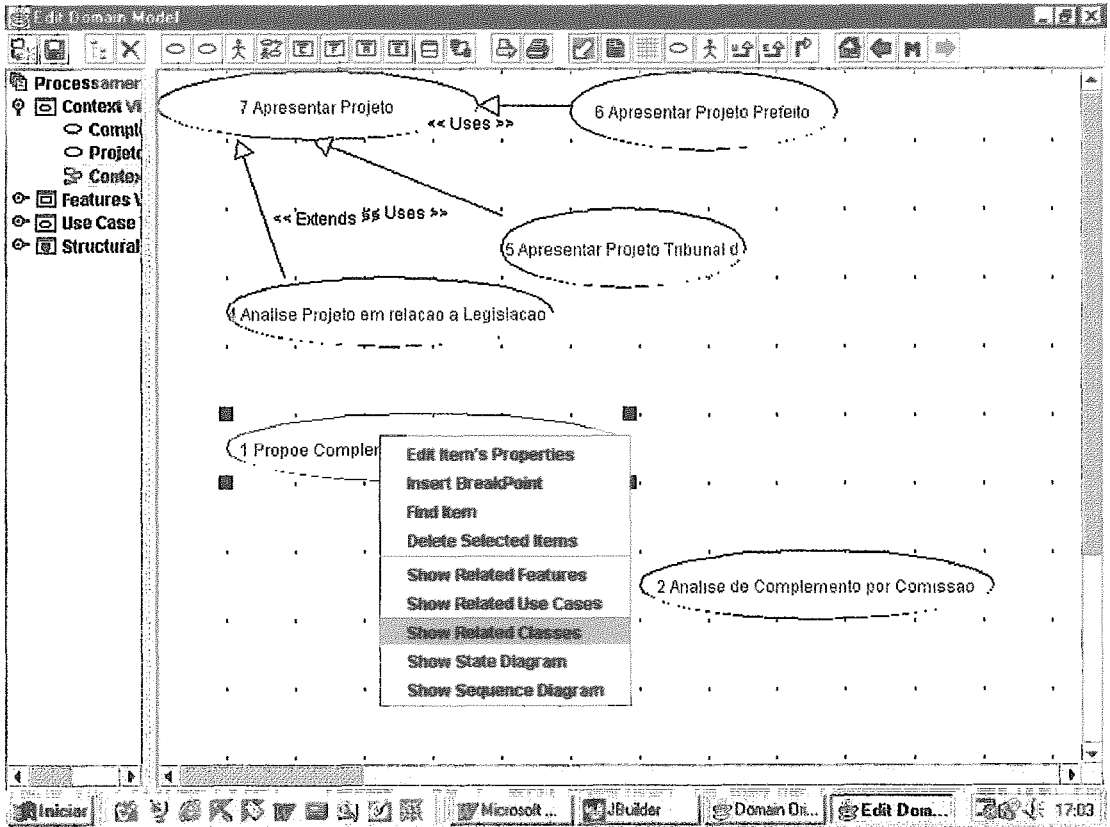 Edit Domain Model
Processamer
Context Vi
Compl
Projeto
Contex
Features V
Use Case
Structural
7 Apresentar Projeto
6 Apresentar Projeto Prefeito
<< Uses >>
<< Extends >>
<< Uses >>
5 Apresentar Projeto Tribunal d
4 Analise Projeto em relacao a Legislacao
1 Propoe Complem
Edit Item's Properties
Insert BreakPoint
Find Item
Delete Selected Items
Show Related Features
Show Related Use Cases
Show Related Classes
Show State Diagram
Show Sequence Diagram
2 Analise de Complemento por Comissao
Iniciar
Microsoft ...
JBuilder
Domain Ori...
Edit Dom...
17:03